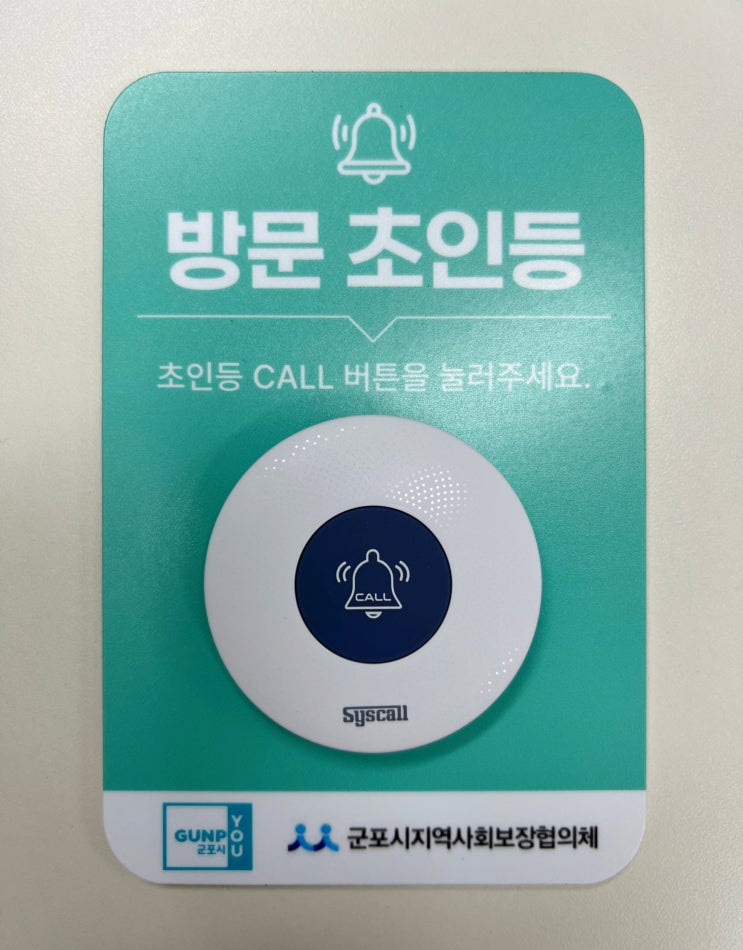 방문 초인등
초인등 CALL 버튼을 눌러주세요.
CALL
Syscall
GUNPO
YOU
군포시
군포시지역사회보장협의체